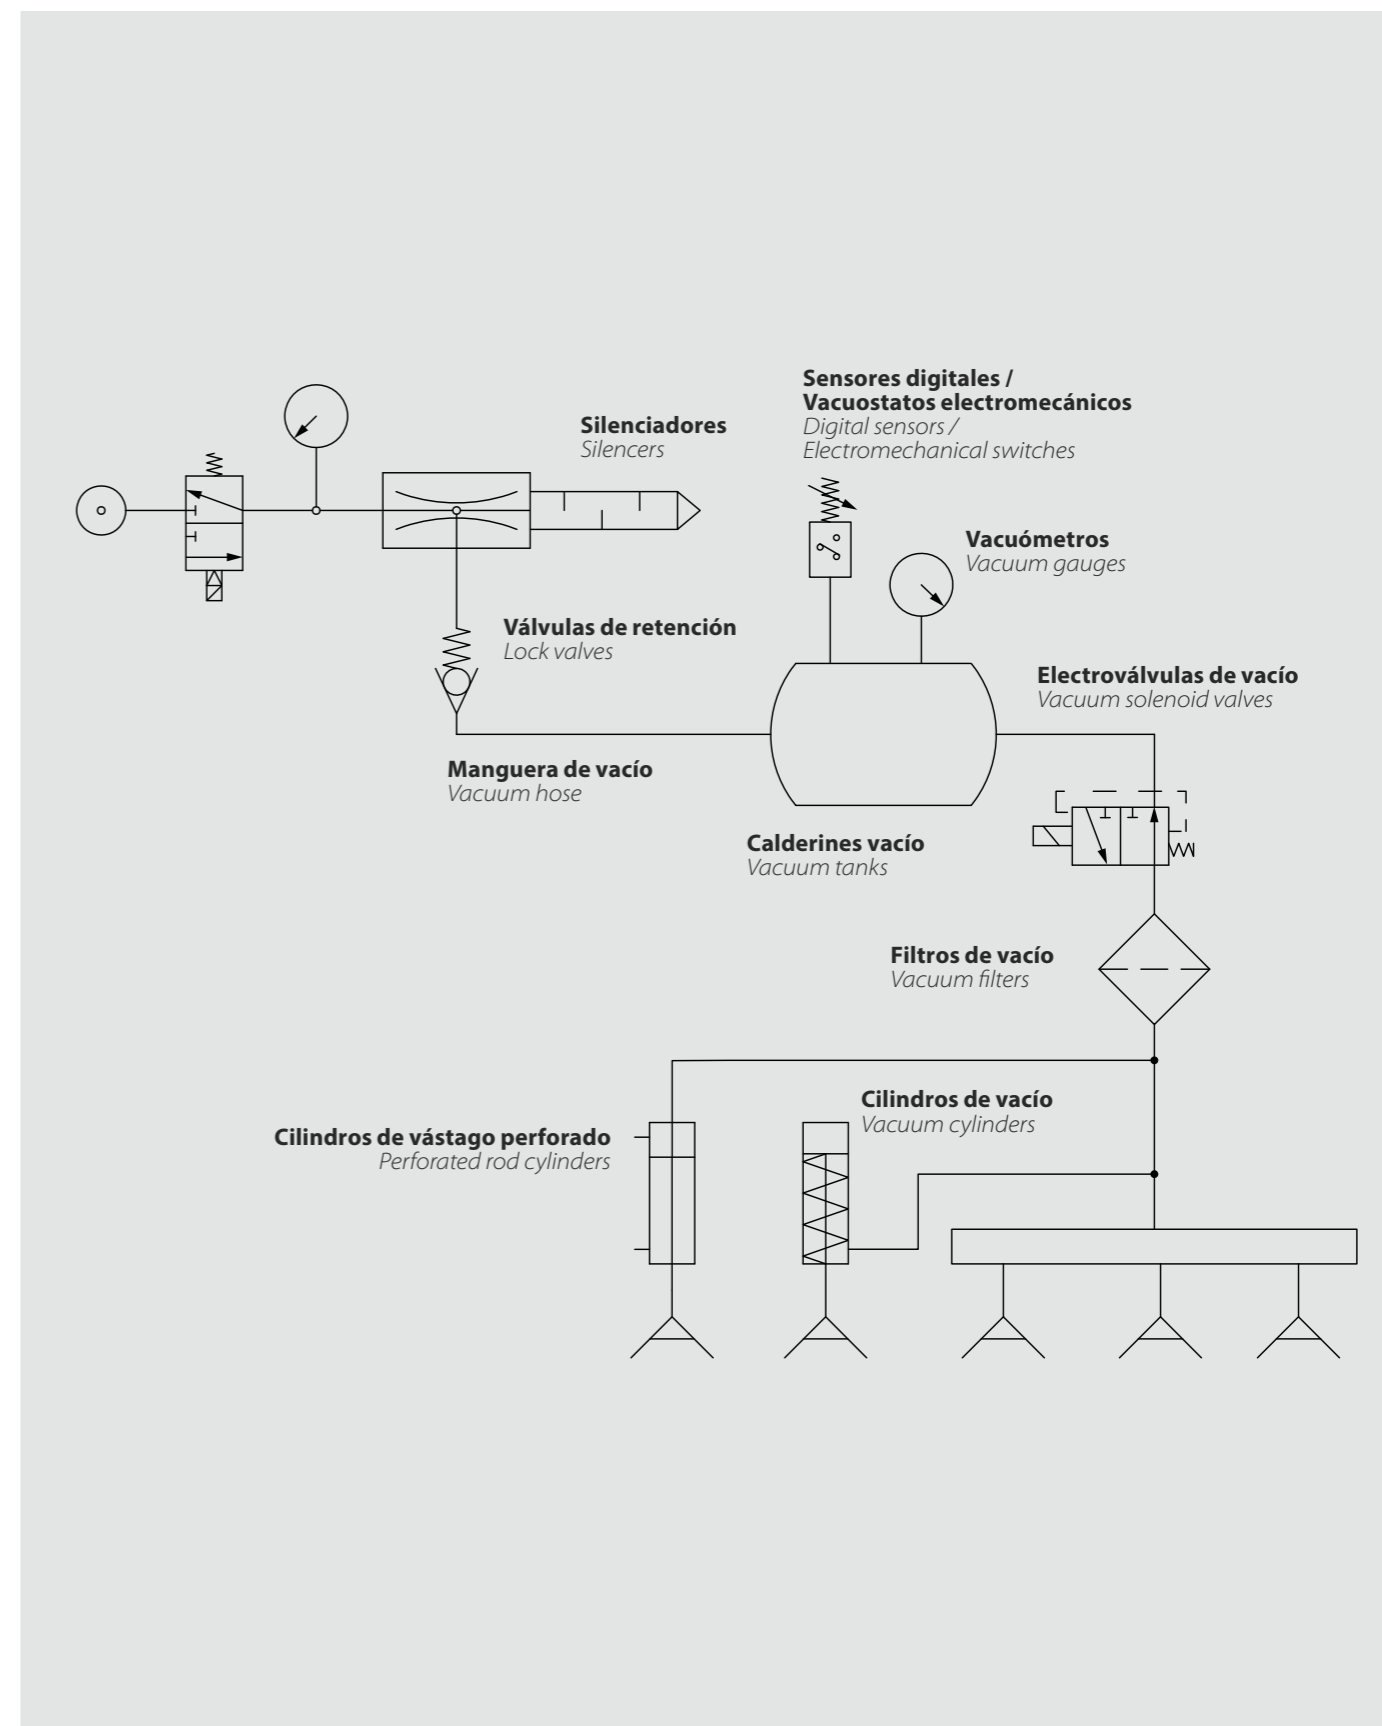 Sensores digitales /
Vacuostatos electromecánicos
Digital sensors /
Electromechanical switches
Silenciadores
Silencers
Vacuómetros
Vacuum gauges
Válvulas de retención
Lock valves
Electroválvulas de vacío
Vacuum solenoid valves
Manguera de vacío
Vacuum hose
Calderines vacío
Vacuum tanks
Filtros de vacío
Vacuum filters
Cilindros de vacío
Vacuum cylinders
Cilindros de vástago perforado
Perforated rod cylinders